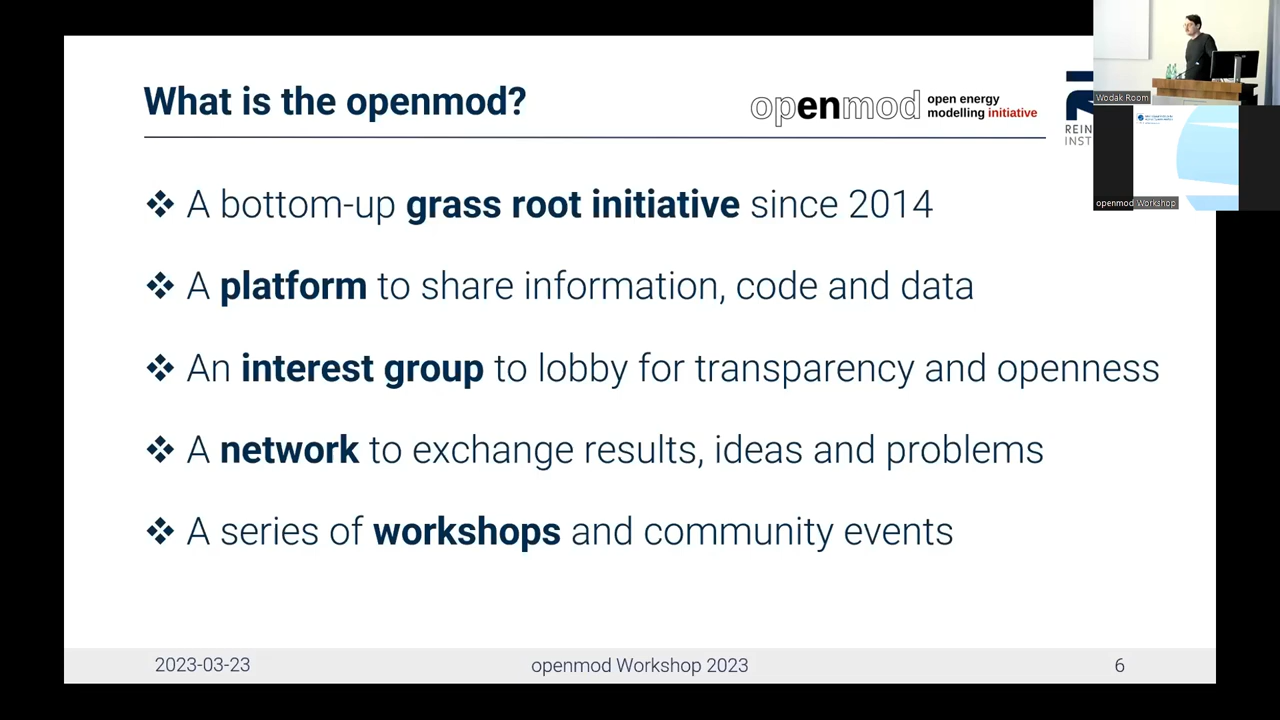 What is the openmod?
openmod
open energy
modelling initiative
REIN
INST
Wodak Room
openmod Workshop
❖ A bottom-up grass root initiative since 2014
❖ A platform to share information, code and data
❖ An interest group to lobby for transparency and openness
❖ A network to exchange results, ideas and problems
❖ A series of workshops and community events
2023-03-23
openmod Workshop 2023
6